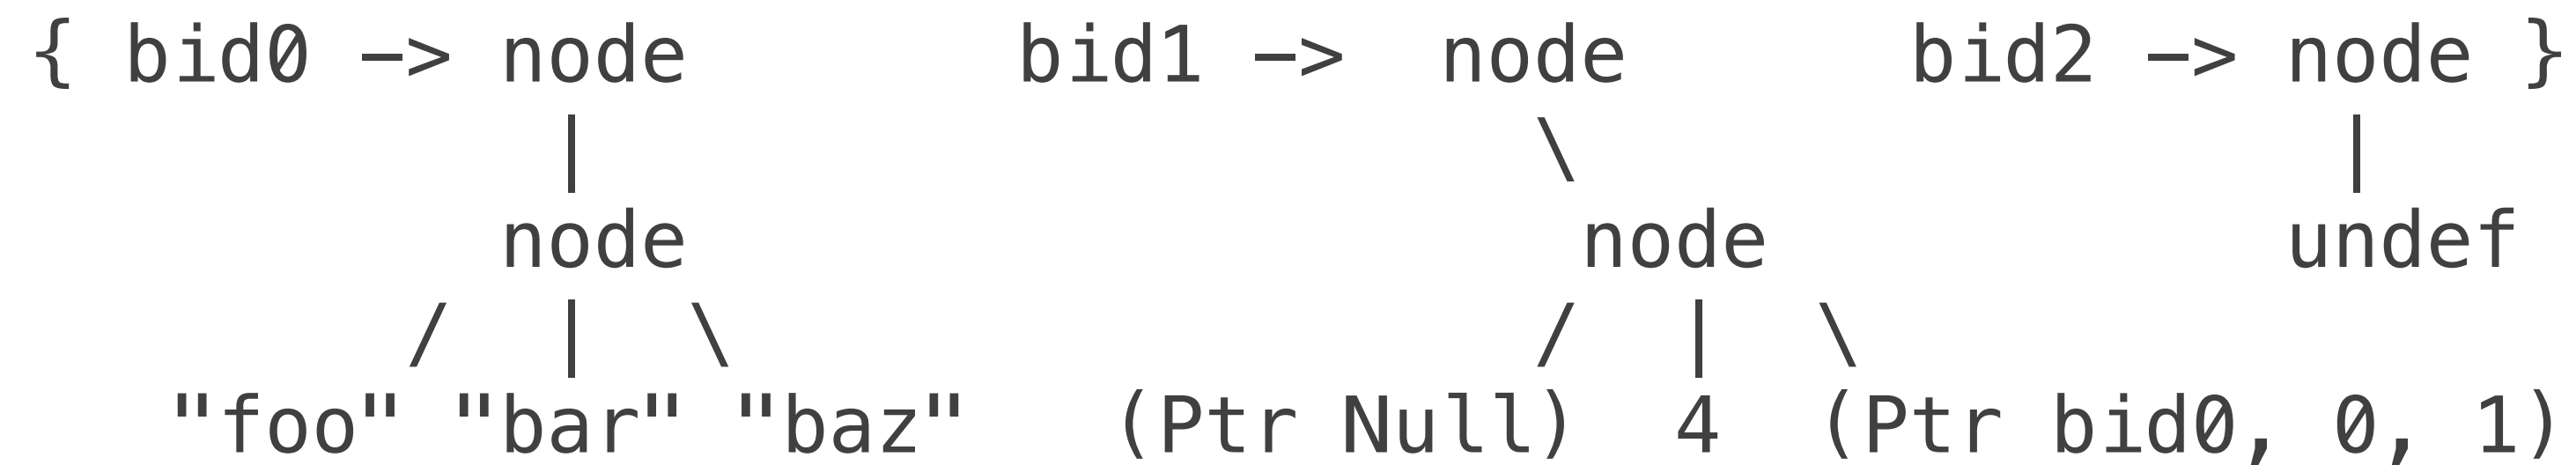 { bid0 -> node       bid1 ->  node      bid2 -> node }
            |                    \                |
           node                   node           undef
         /  |  \                 /  |  \
   "foo" "bar" "baz"   (Ptr Null)  4  (Ptr bid0, 0, 1)